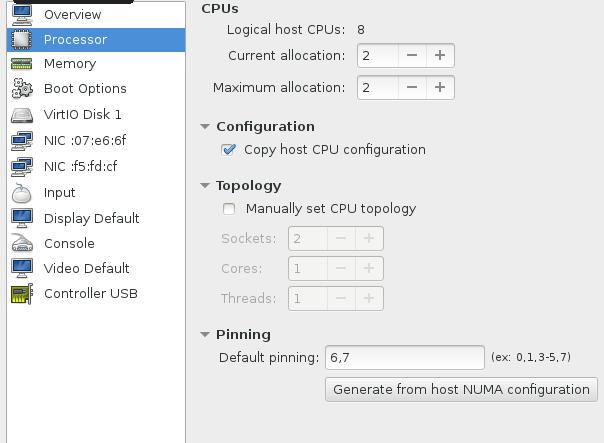 Overview
Processor
Memory
Boot Options
VirtIO Disk 1
NIC :07:e6:6f
NIC :f5:fd:cf
Input
Display Default
Console
Video Default
Controller USB
CPUs
Logical host CPUs: 8
Current allocation: 2
Maximum allocation: 2
Configuration
Copy host CPU configuration
Topology
Manually set CPU topology
Sockets: 2
Cores: 1
Threads: 1
Pinning
Default pinning: 6,7 (ex: 0,1,3-5,7)
Generate from host NUMA configuration